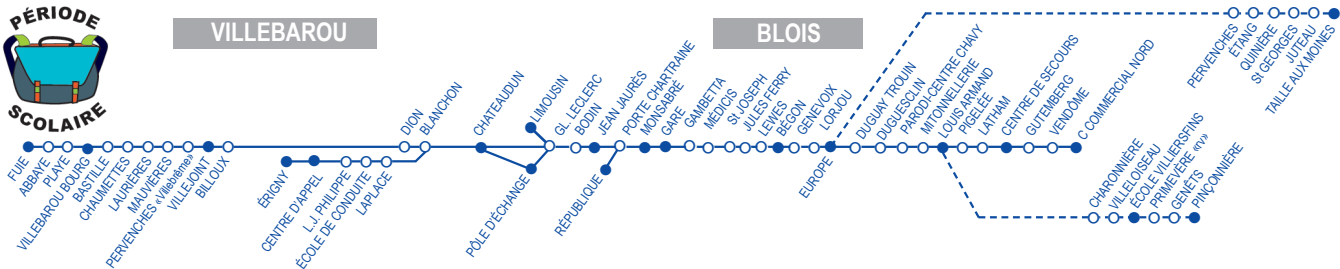 PÉRIODE
SCOLAIRE
VILLEBAROU
BLOIS
FUIE
ABBAYE
PLAYE
VILLEBAROU BOURG
BASTILLE
CHAUMETTES
LAURIÈRES
MAUVIÈRES
PERVENCHES «Villebrême»
VILLEJOINT
BILLOUX
ÉRIGNY
CENTRE D'APPEL
L.J. PHILIPPE
ÉCOLE DE CONDUITE
LAPLACE
DION
BLANCHON
CHATEAUDUN
PÔLE D'ÉCHANGE
LIMOUSIN
GL. LECLERC
BODIN
JEAN JAURÈS
RÉPUBLIQUE
PORTE CHARTRAINE
MONSABRÉ
GARE
GAMBETTA
MÉDICIS
St JOSEPH
JULES FERRY
LEWES
BÉGON
GENEVOIX
LORJOU
EUROPE
DUGUAY TROUIN
DUGUESCLIN
PARODI-CENTRE CHAVY
MITONNELLERIE
LOUIS ARMAND
PIGELÉE
LATHAM
CENTRE DE SECOURS
GUTEMBERG
VENDÔME
C COMMERCIAL NORD
CHARONNIÈRE
VILLELOISEAU
ÉCOLE VILLIERSFINS
PRIMEVÈRE «v»
GENÊTS
PINÇONNIÈRE
PERVENCHES
ÉTANG
QUINIÈRE
St GEORGES
JUTEAU
TAILLE AUX MOINES